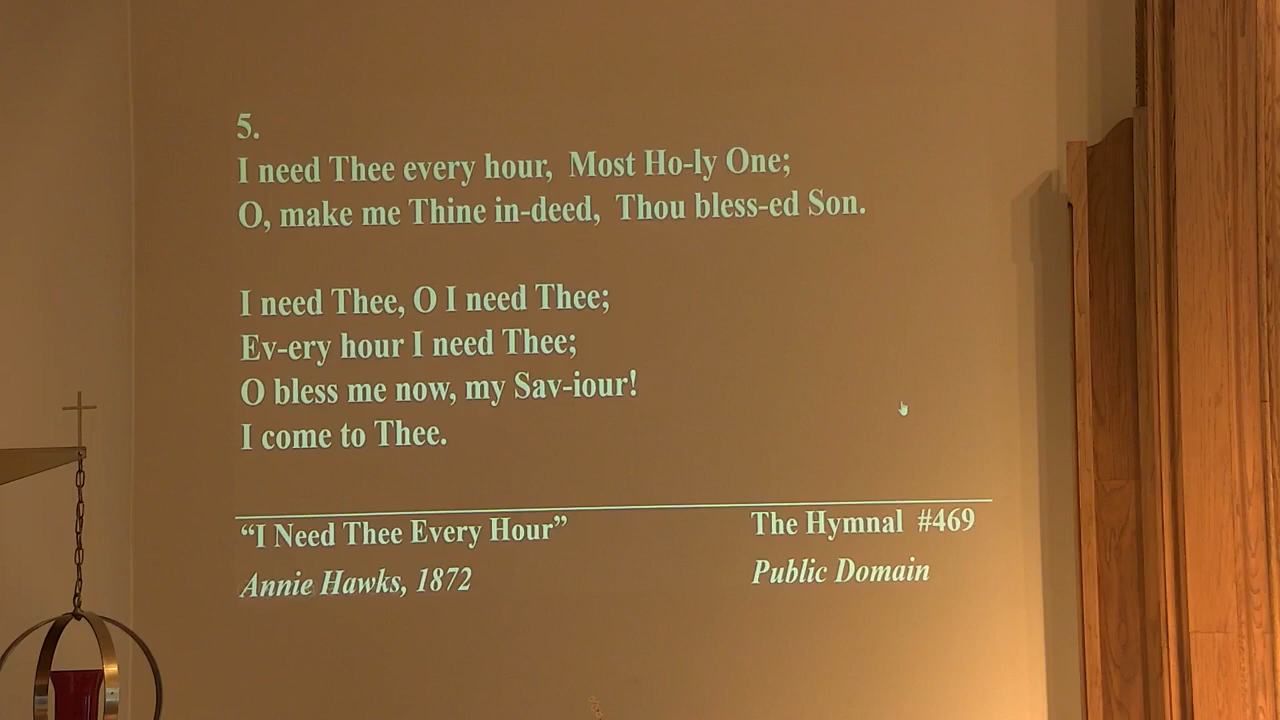 5.
I need Thee every hour,  Most Ho-ly One;
O, make me Thine in-deed,  Thou bless-ed Son.
I need Thee, O I need Thee;
Ev-ery hour I need Thee;
O bless me now, my Sav-iour!
I come to Thee.
“I Need Thee Every Hour”  The Hymnal  #469
Annie Hawks, 1872  Public Domain